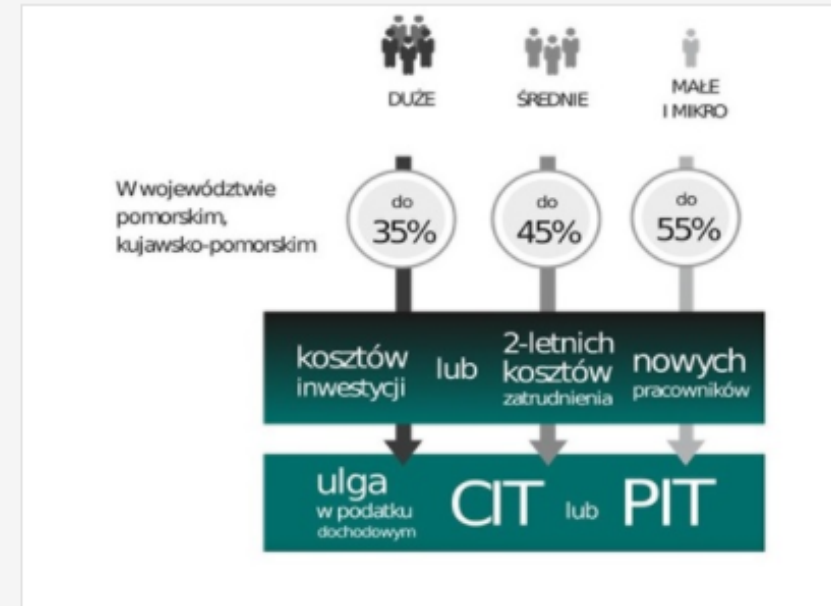 DUŻE
ŚREDNIE
MAŁE
I MIKRO
W województwie
pomorskim,
kujawsko-pomorskim
do
35%
do
45%
do
55%
kosztów
inwestycji
lub
2-letnich
kosztów
zatrudnienia
nowych
pracowników
ulga
w podatku
dochodowym
CIT lub PIT